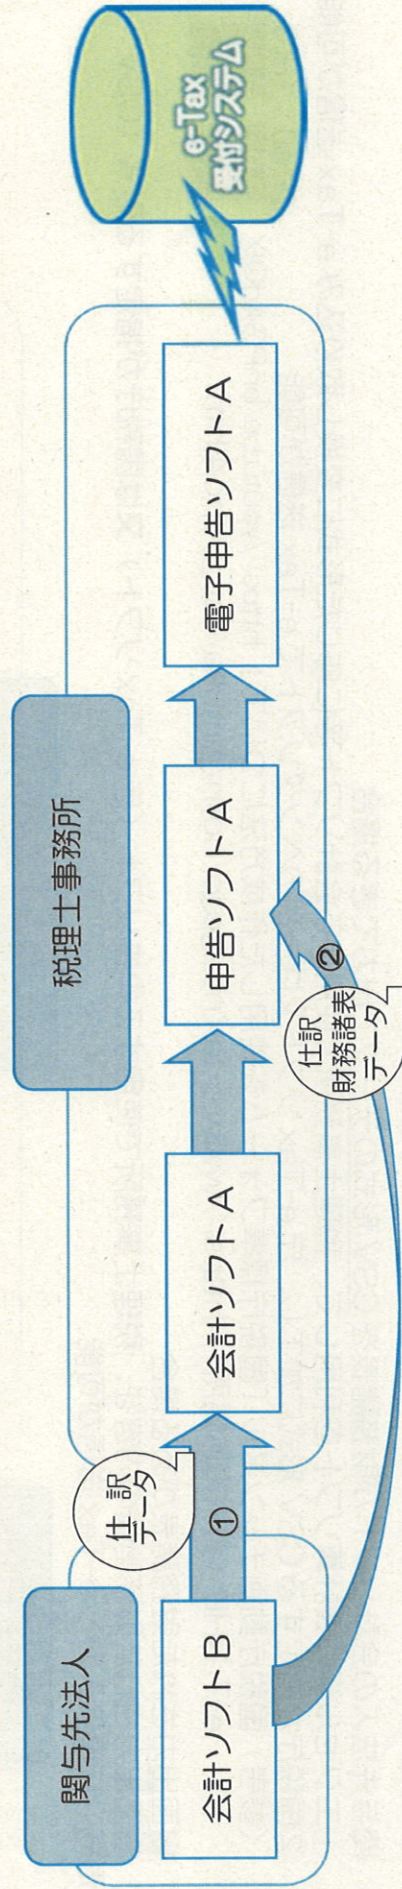 関与先法人
会計ソフトB
仕訳
データ
①
税理士事務所
会計ソフトA
申告ソフトA
電子申告ソフトA
仕訳
財務諸表
データ
②
e-Tax
受付システム